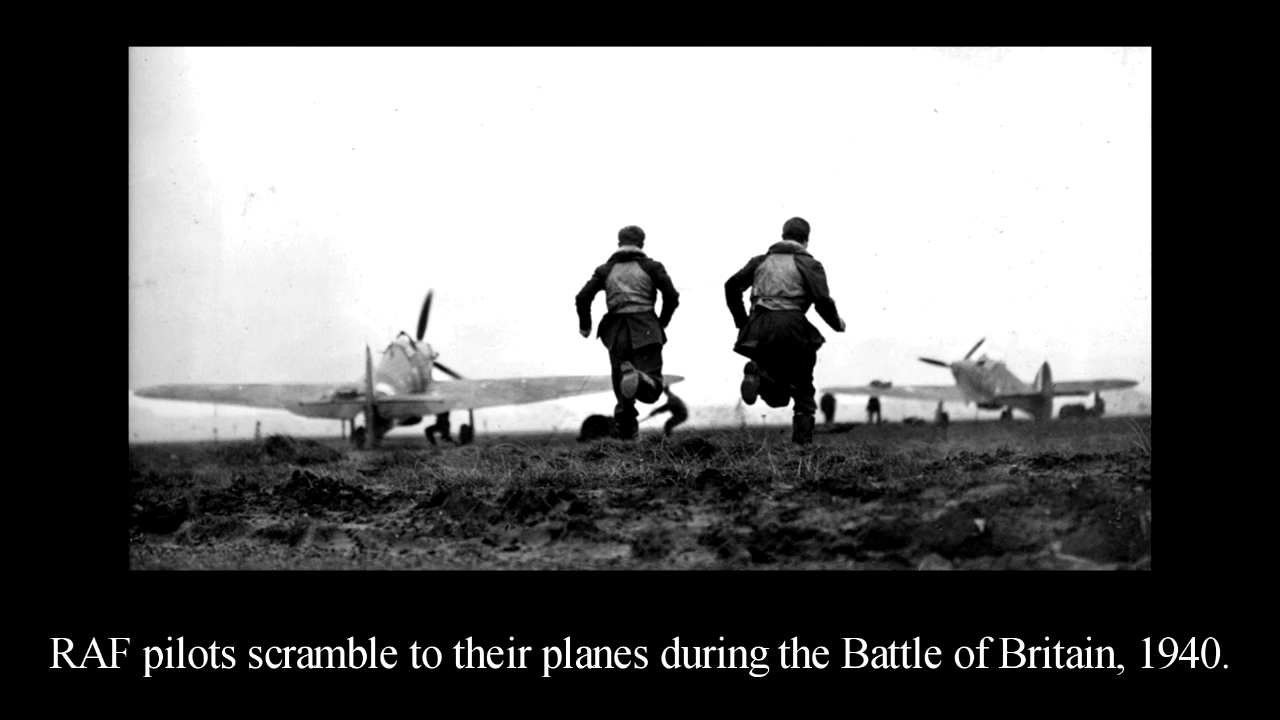 RAF pilots scramble to their planes during the Battle of Britain, 1940.